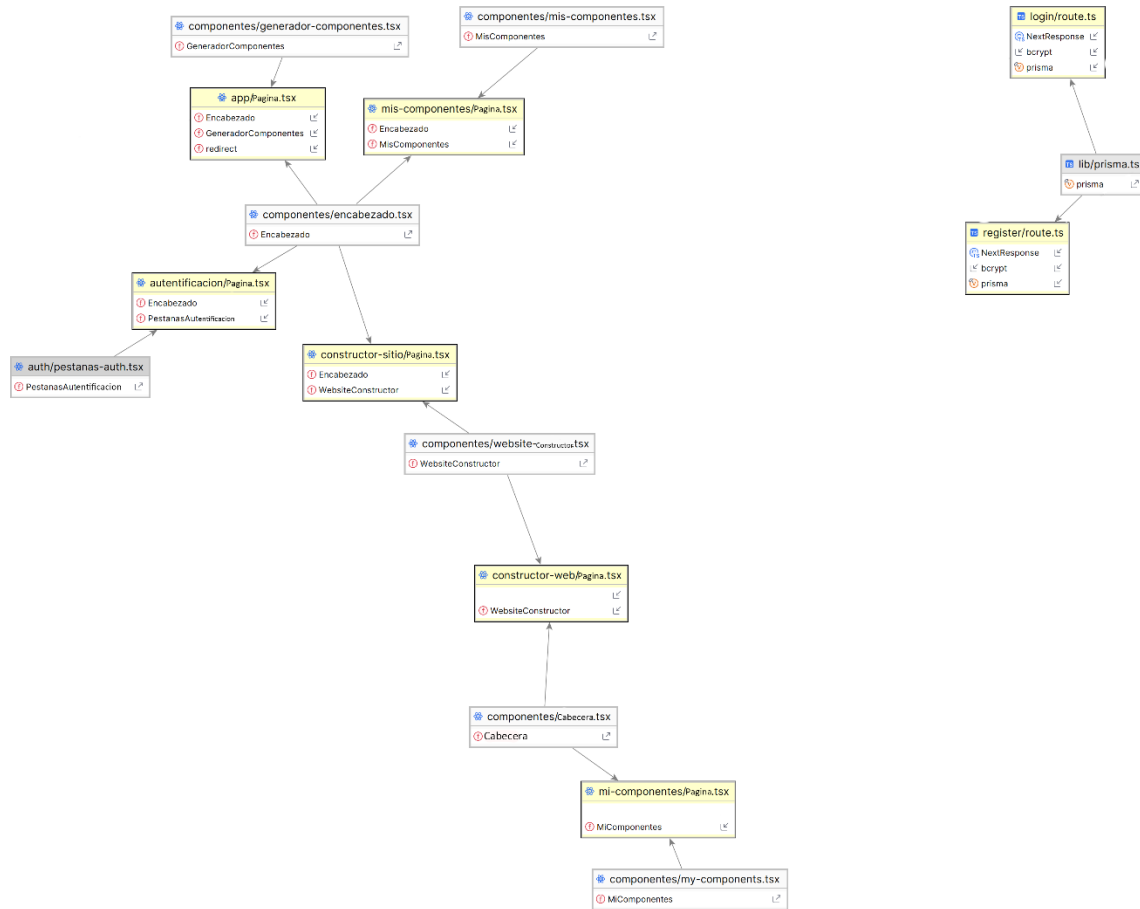 componentes/generador-componentes.tsx
GeneradorComponentes
componentes/mis-componentes.tsx
MisComponentes
login/route.ts
NextResponse
bcrypt
prisma
app/Pagina.tsx
Encabezado
GeneradorComponentes
redirect
mis-componentes/Pagina.tsx
Encabezado
MisComponentes
lib/prisma.ts
prisma
componentes/encabezado.tsx
Encabezado
register/route.ts
NextResponse
bcrypt
prisma
autentificacion/Pagina.tsx
Encabezado
PestanasAutentificacion
auth/pestanas-auth.tsx
PestanasAutentificacion
constructor-sitio/Pagina.tsx
Encabezado
WebsiteConstructor
componentes/website-Constructor.tsx
WebsiteConstructor
constructor-web/Pagina.tsx
WebsiteConstructor
componentes/Cabecera.tsx
Cabecera
mi-componentes/Pagina.tsx
MiComponentes
componentes/my-components.tsx
MiComponentes